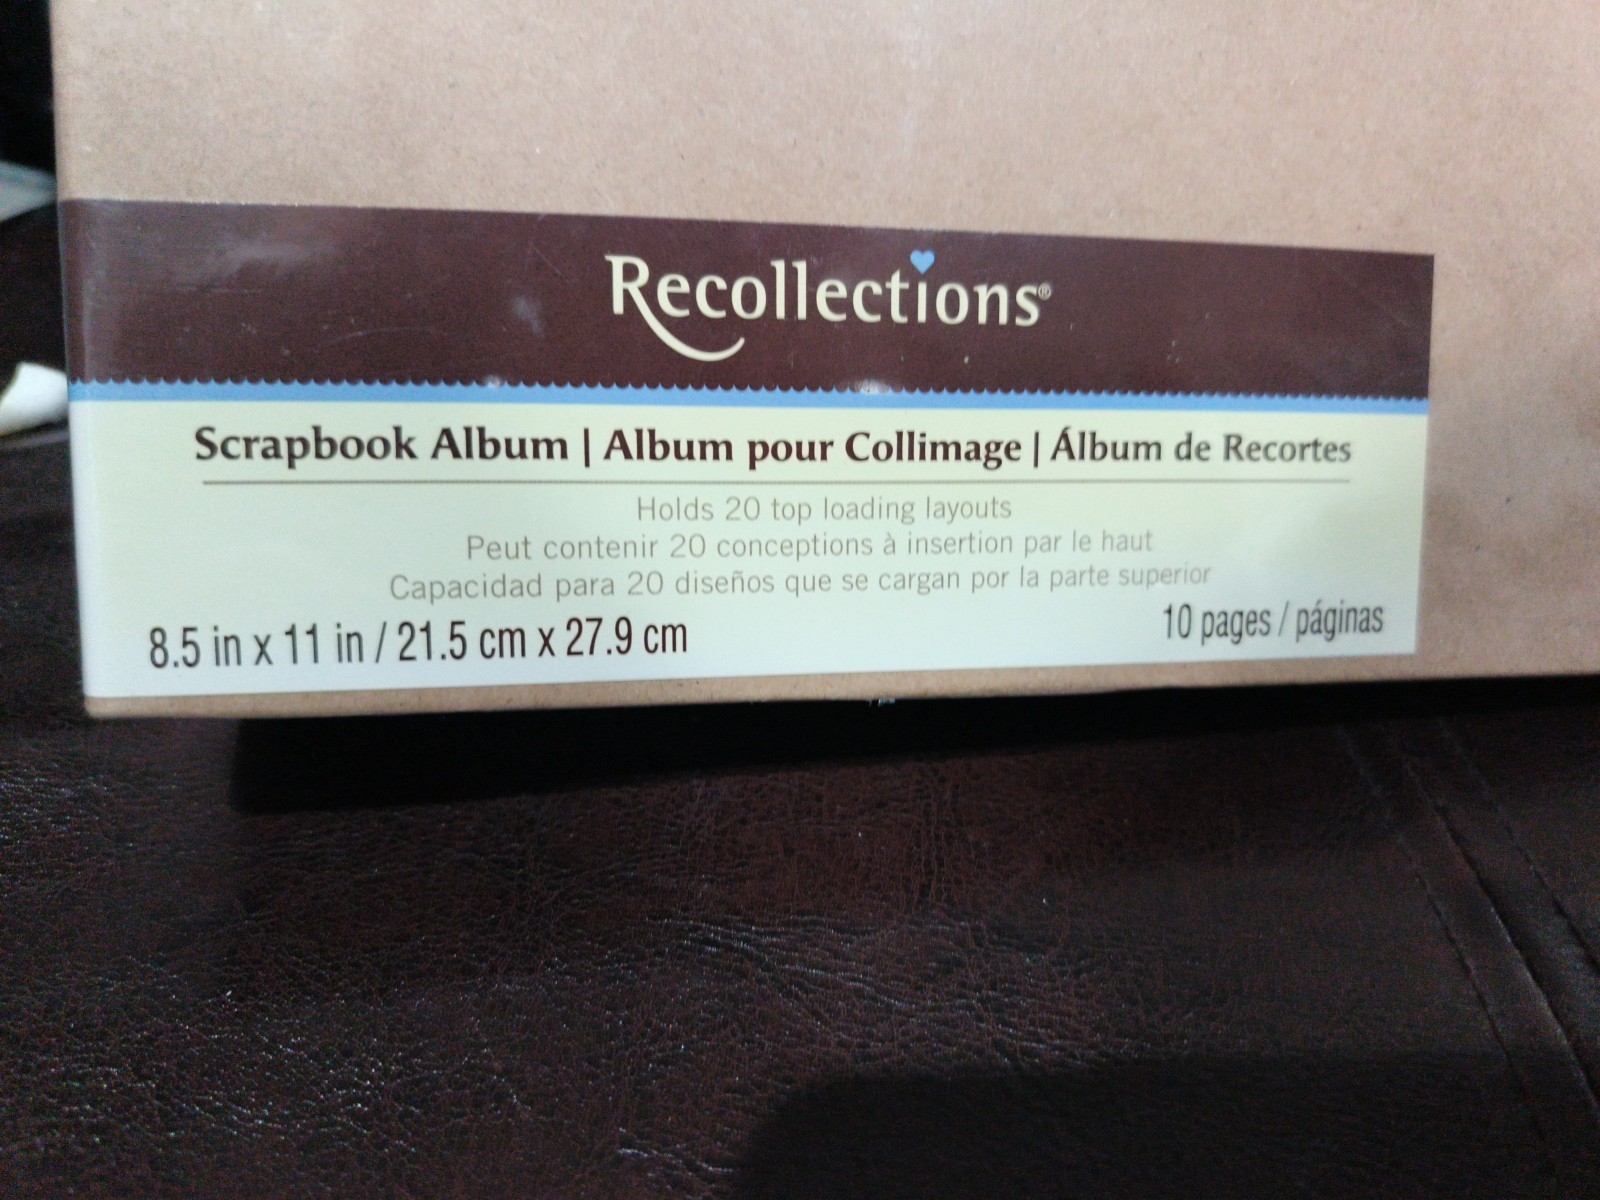 Recollections®
Scrapbook Album | Album pour Collimage | Álbum de Recortes
Holds 20 top loading layouts
Peut contenir 20 conceptions à insertion par le haut
Capacidad para 20 diseños que se cargan por la parte superior
8.5 in x 11 in / 21.5 cm x 27.9 cm
10 pages / páginas